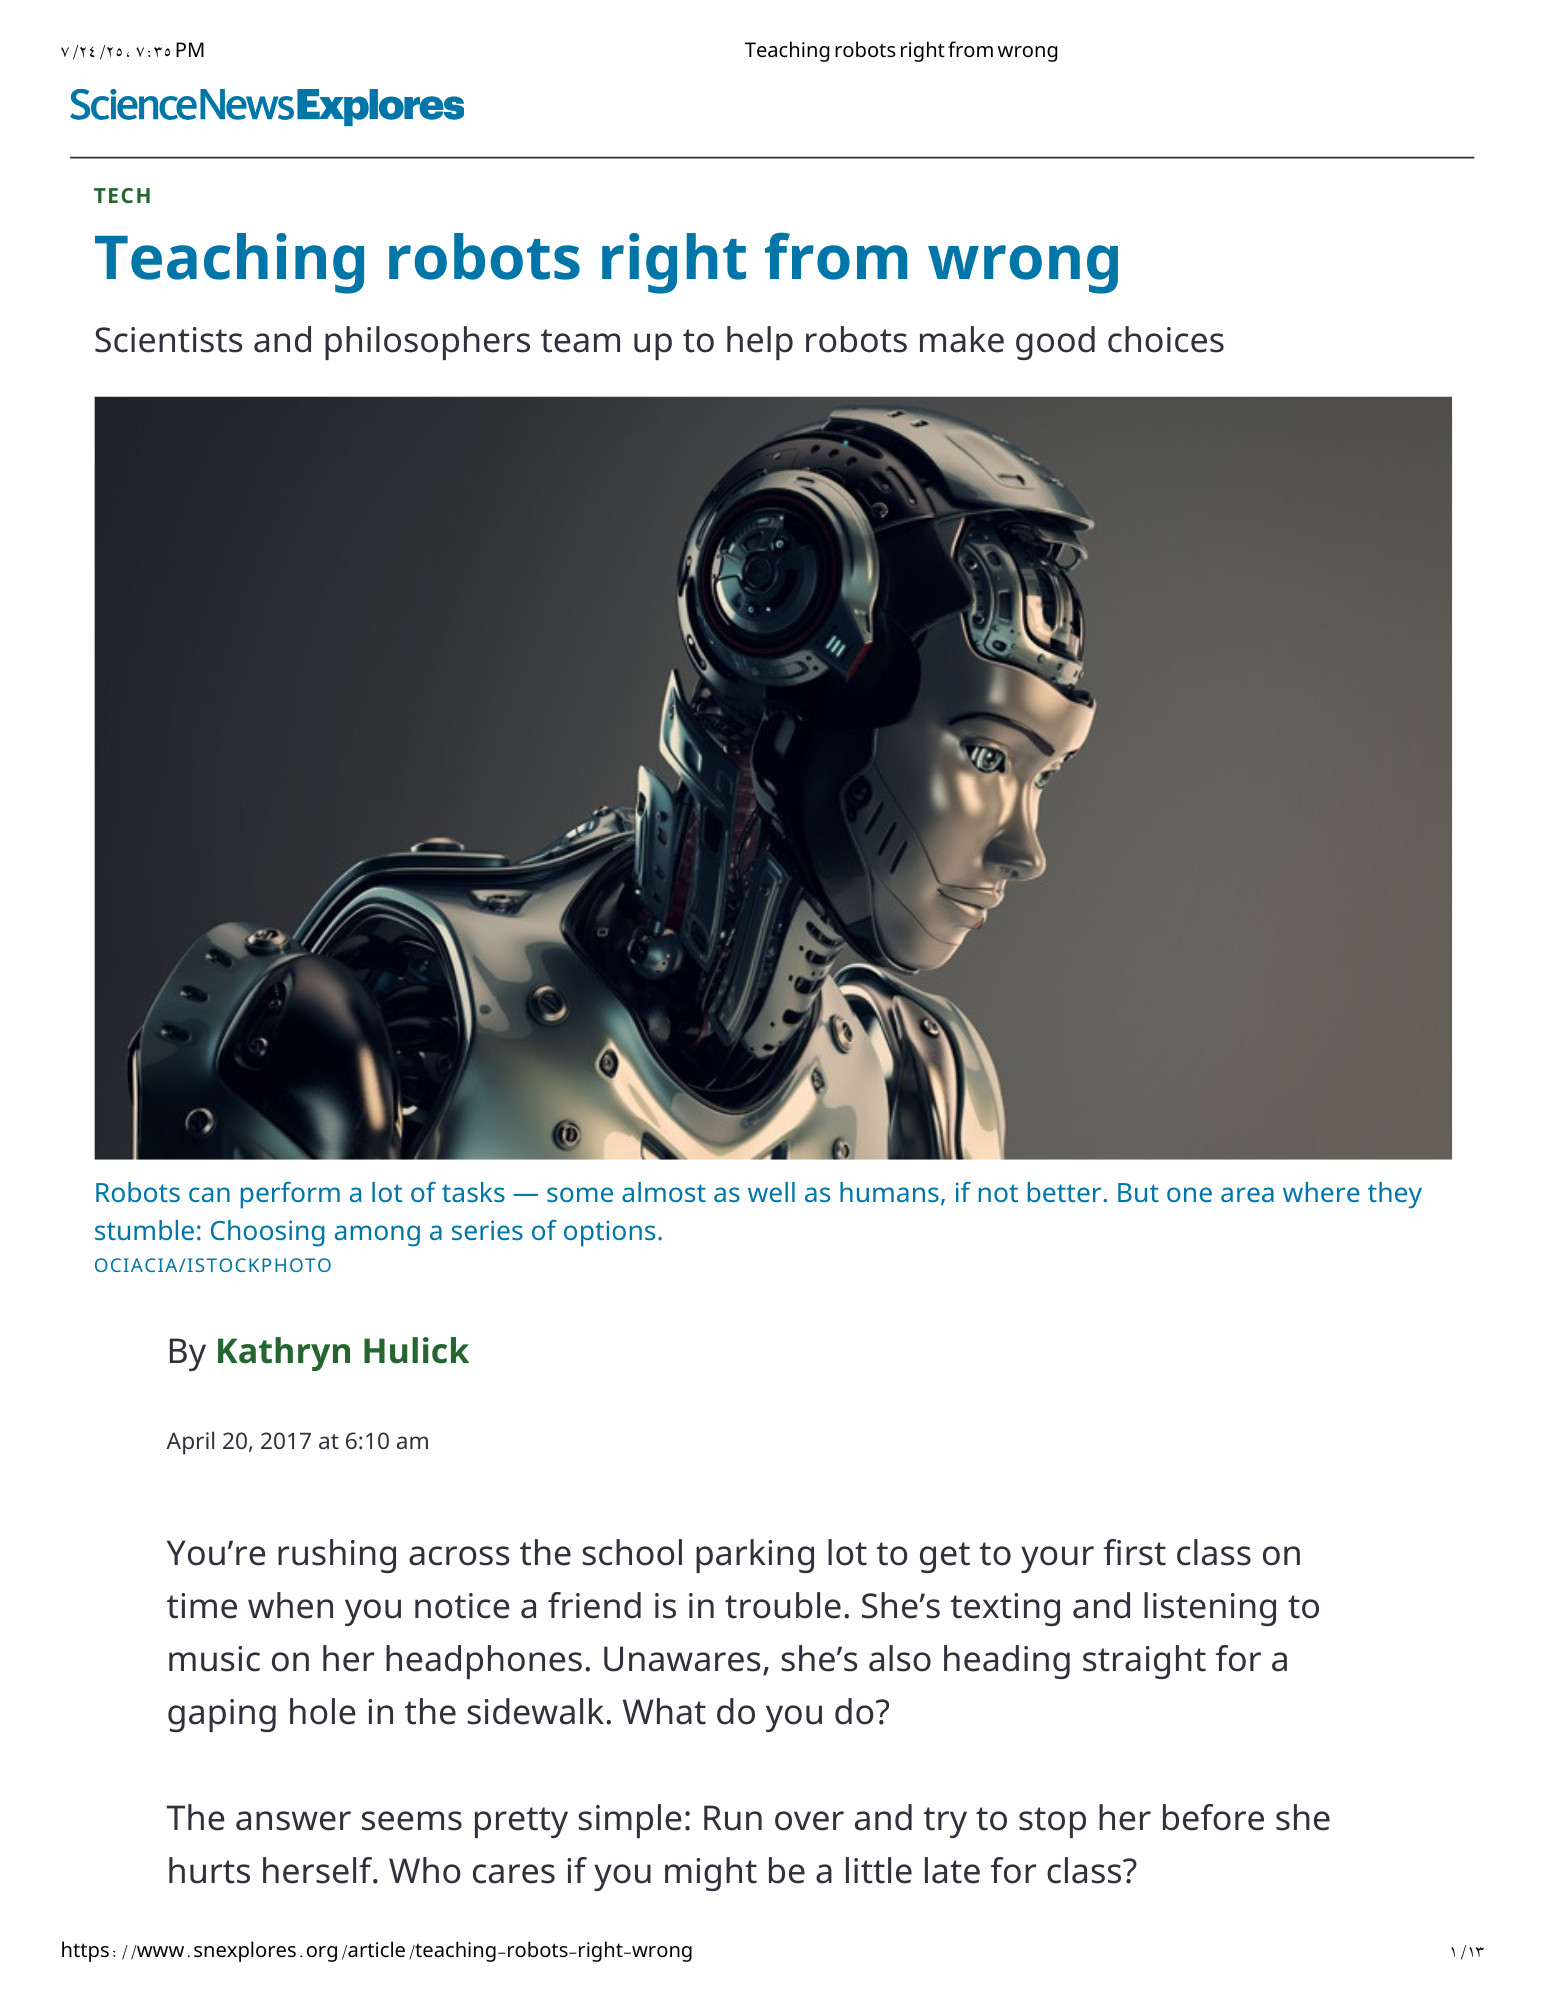 ٧/٢٤/٢٥، ٧:٣٥ PM
Teaching robots right from wrong
ScienceNewsExplores
TECH
Teaching robots right from wrong
Scientists and philosophers team up to help robots make good choices
Robots can perform a lot of tasks — some almost as well as humans, if not better. But one area where they
stumble: Choosing among a series of options.
OCIACIA/ISTOCKPHOTO
By Kathryn Hulick
April 20, 2017 at 6:10 am
You’re rushing across the school parking lot to get to your first class on
time when you notice a friend is in trouble. She’s texting and listening to
music on her headphones. Unawares, she’s also heading straight for a
gaping hole in the sidewalk. What do you do?
The answer seems pretty simple: Run over and try to stop her before she
hurts herself. Who cares if you might be a little late for class?
https://www.snexplores.org/article/teaching-robots-right-wrong
١/١٣